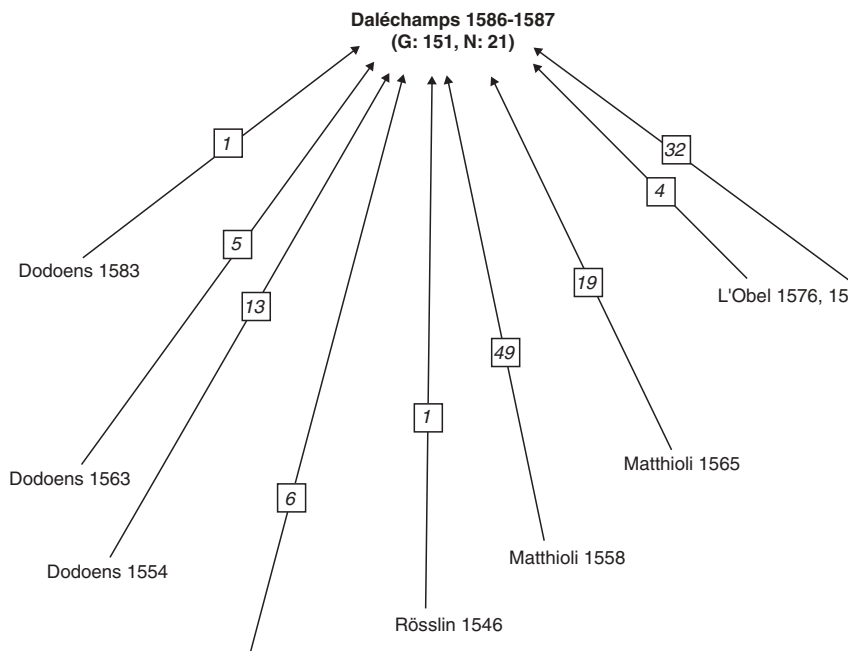 Daléchamps 1586-1587
(G: 151, N: 21)
1
32
4
5
Dodoens 1583
19
L'Obel 1576, 15
13
49
1
Matthioli 1565
Dodoens 1563
6
Matthioli 1558
Dodoens 1554
Rösslin 1546